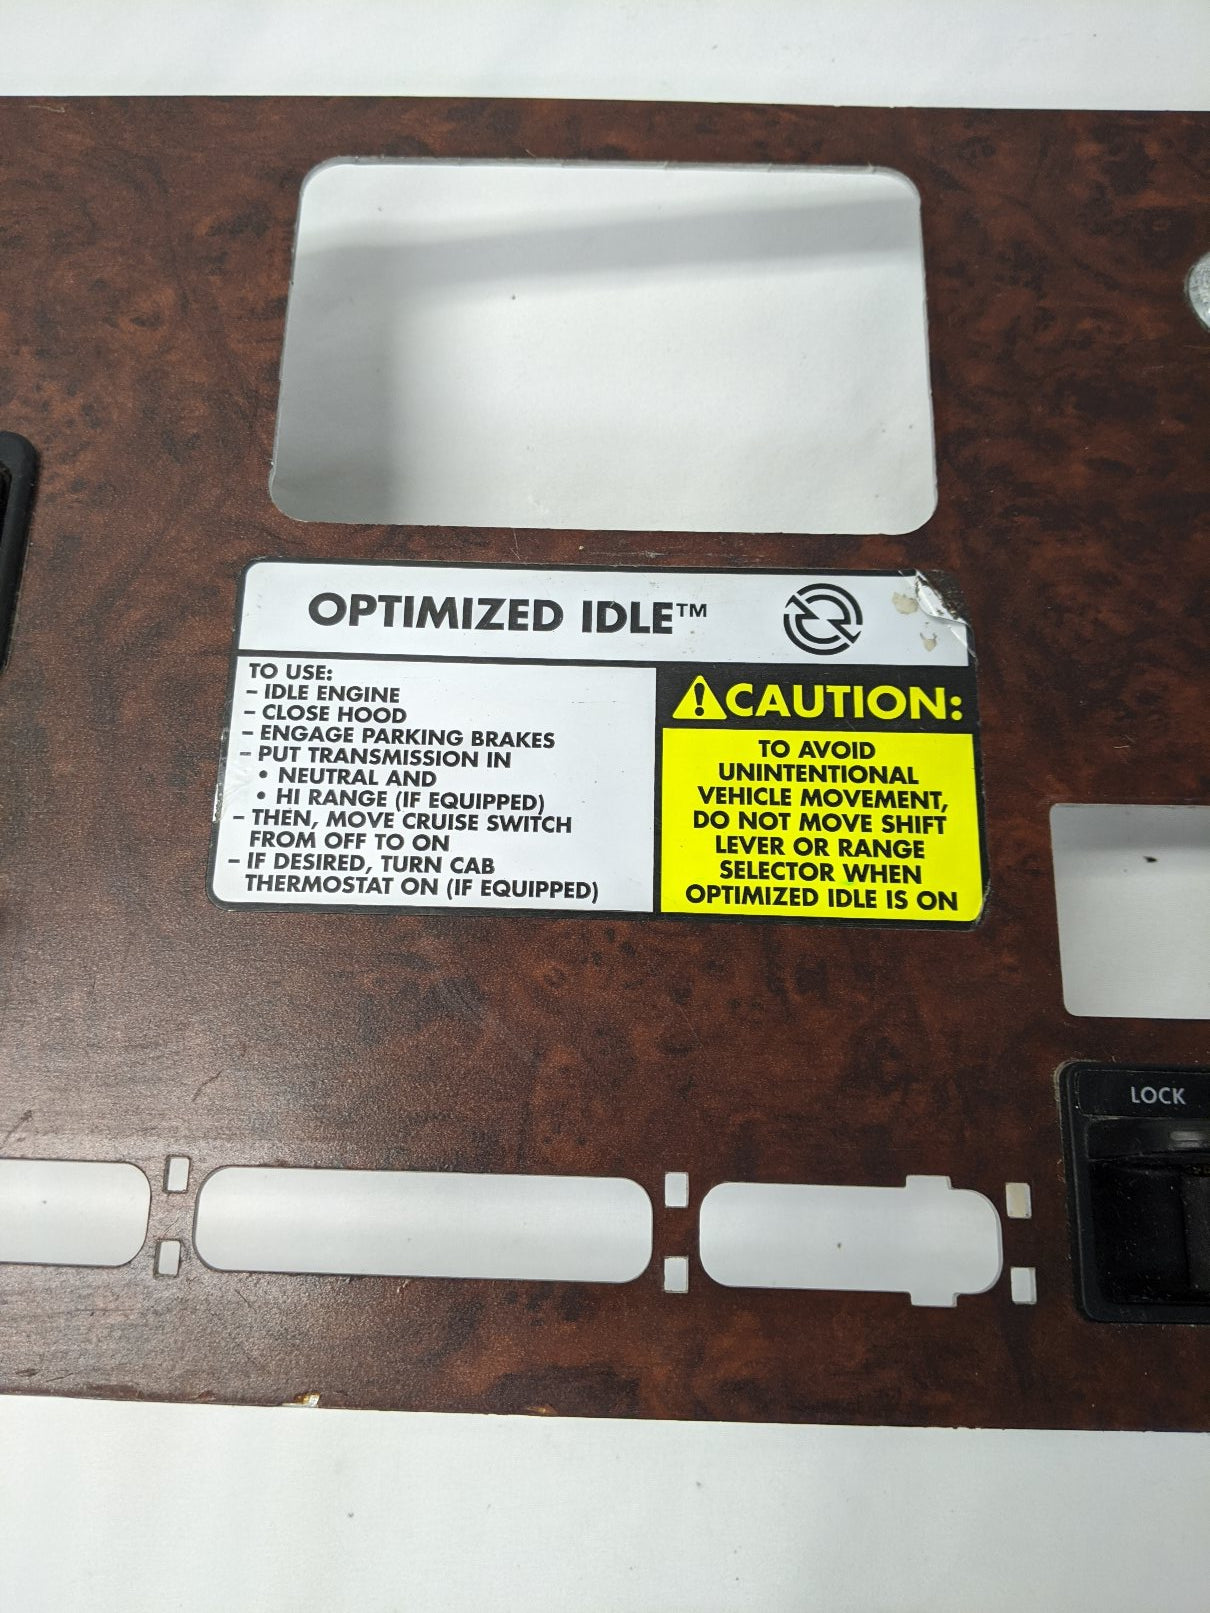 OPTIMIZED IDLE™
TO USE:
– IDLE ENGINE
– CLOSE HOOD
– ENGAGE PARKING BRAKES
– PUT TRANSMISSION IN
• NEUTRAL AND
• HI RANGE (IF EQUIPPED)
– THEN, MOVE CRUISE SWITCH
FROM OFF TO ON
– IF DESIRED, TURN CAB
THERMOSTAT ON (IF EQUIPPED)
CAUTION:
TO AVOID
UNINTENTIONAL
VEHICLE MOVEMENT,
DO NOT MOVE SHIFT
LEVER OR RANGE
SELECTOR WHEN
OPTIMIZED IDLE IS ON
LOCK